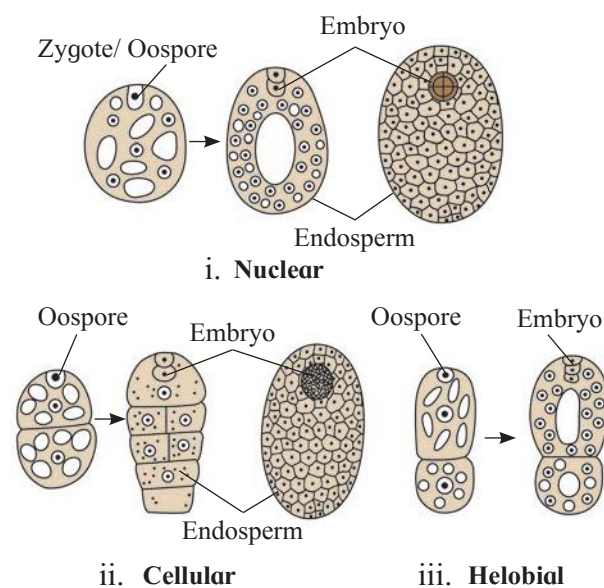 Embryo
Zygote/ Oospore
Endosperm
i. Nuclear
Oospore
Embryo
Oospore
Embryo
Endosperm
ii. Cellular
iii. Helobial